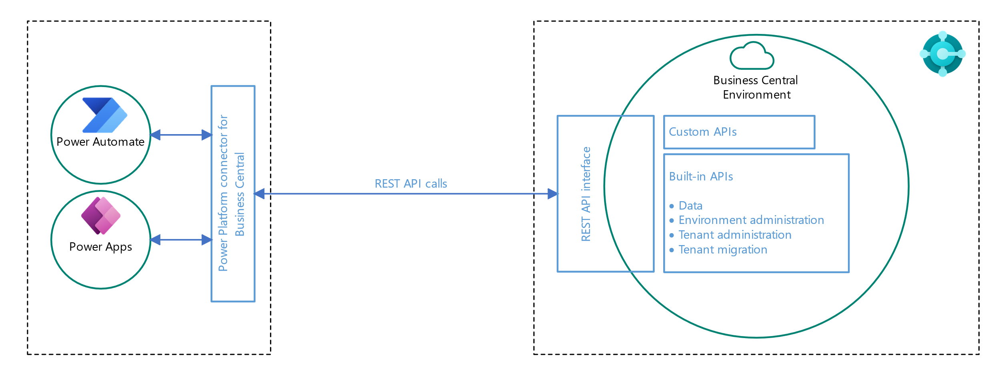 Power Automate
Power Apps
Power Platform connector for
Business Central
REST API calls
REST API interface
Business Central
Environment
Custom APIs
Built-in APIs
• Data
• Environment administration
• Tenant administration
• Tenant migration